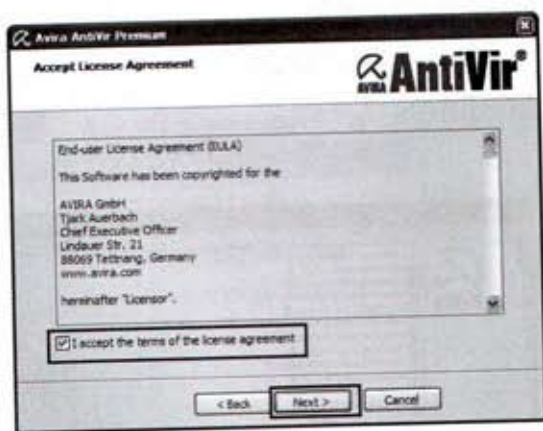 Avira AntiVir Premium
Accept License Agreement
AVIRA AntiVir®
End-user License Agreement (EULA)
This Software has been copyrighted for the
AVIRA GmbH
Tjark Auerbach
Chief Executive Officer
Lindauer Str. 21
88069 Tettnang, Germany
www.avira.com
hereinafter "Licensor".
I accept the terms of the license agreement
< Back
Next >
Cancel